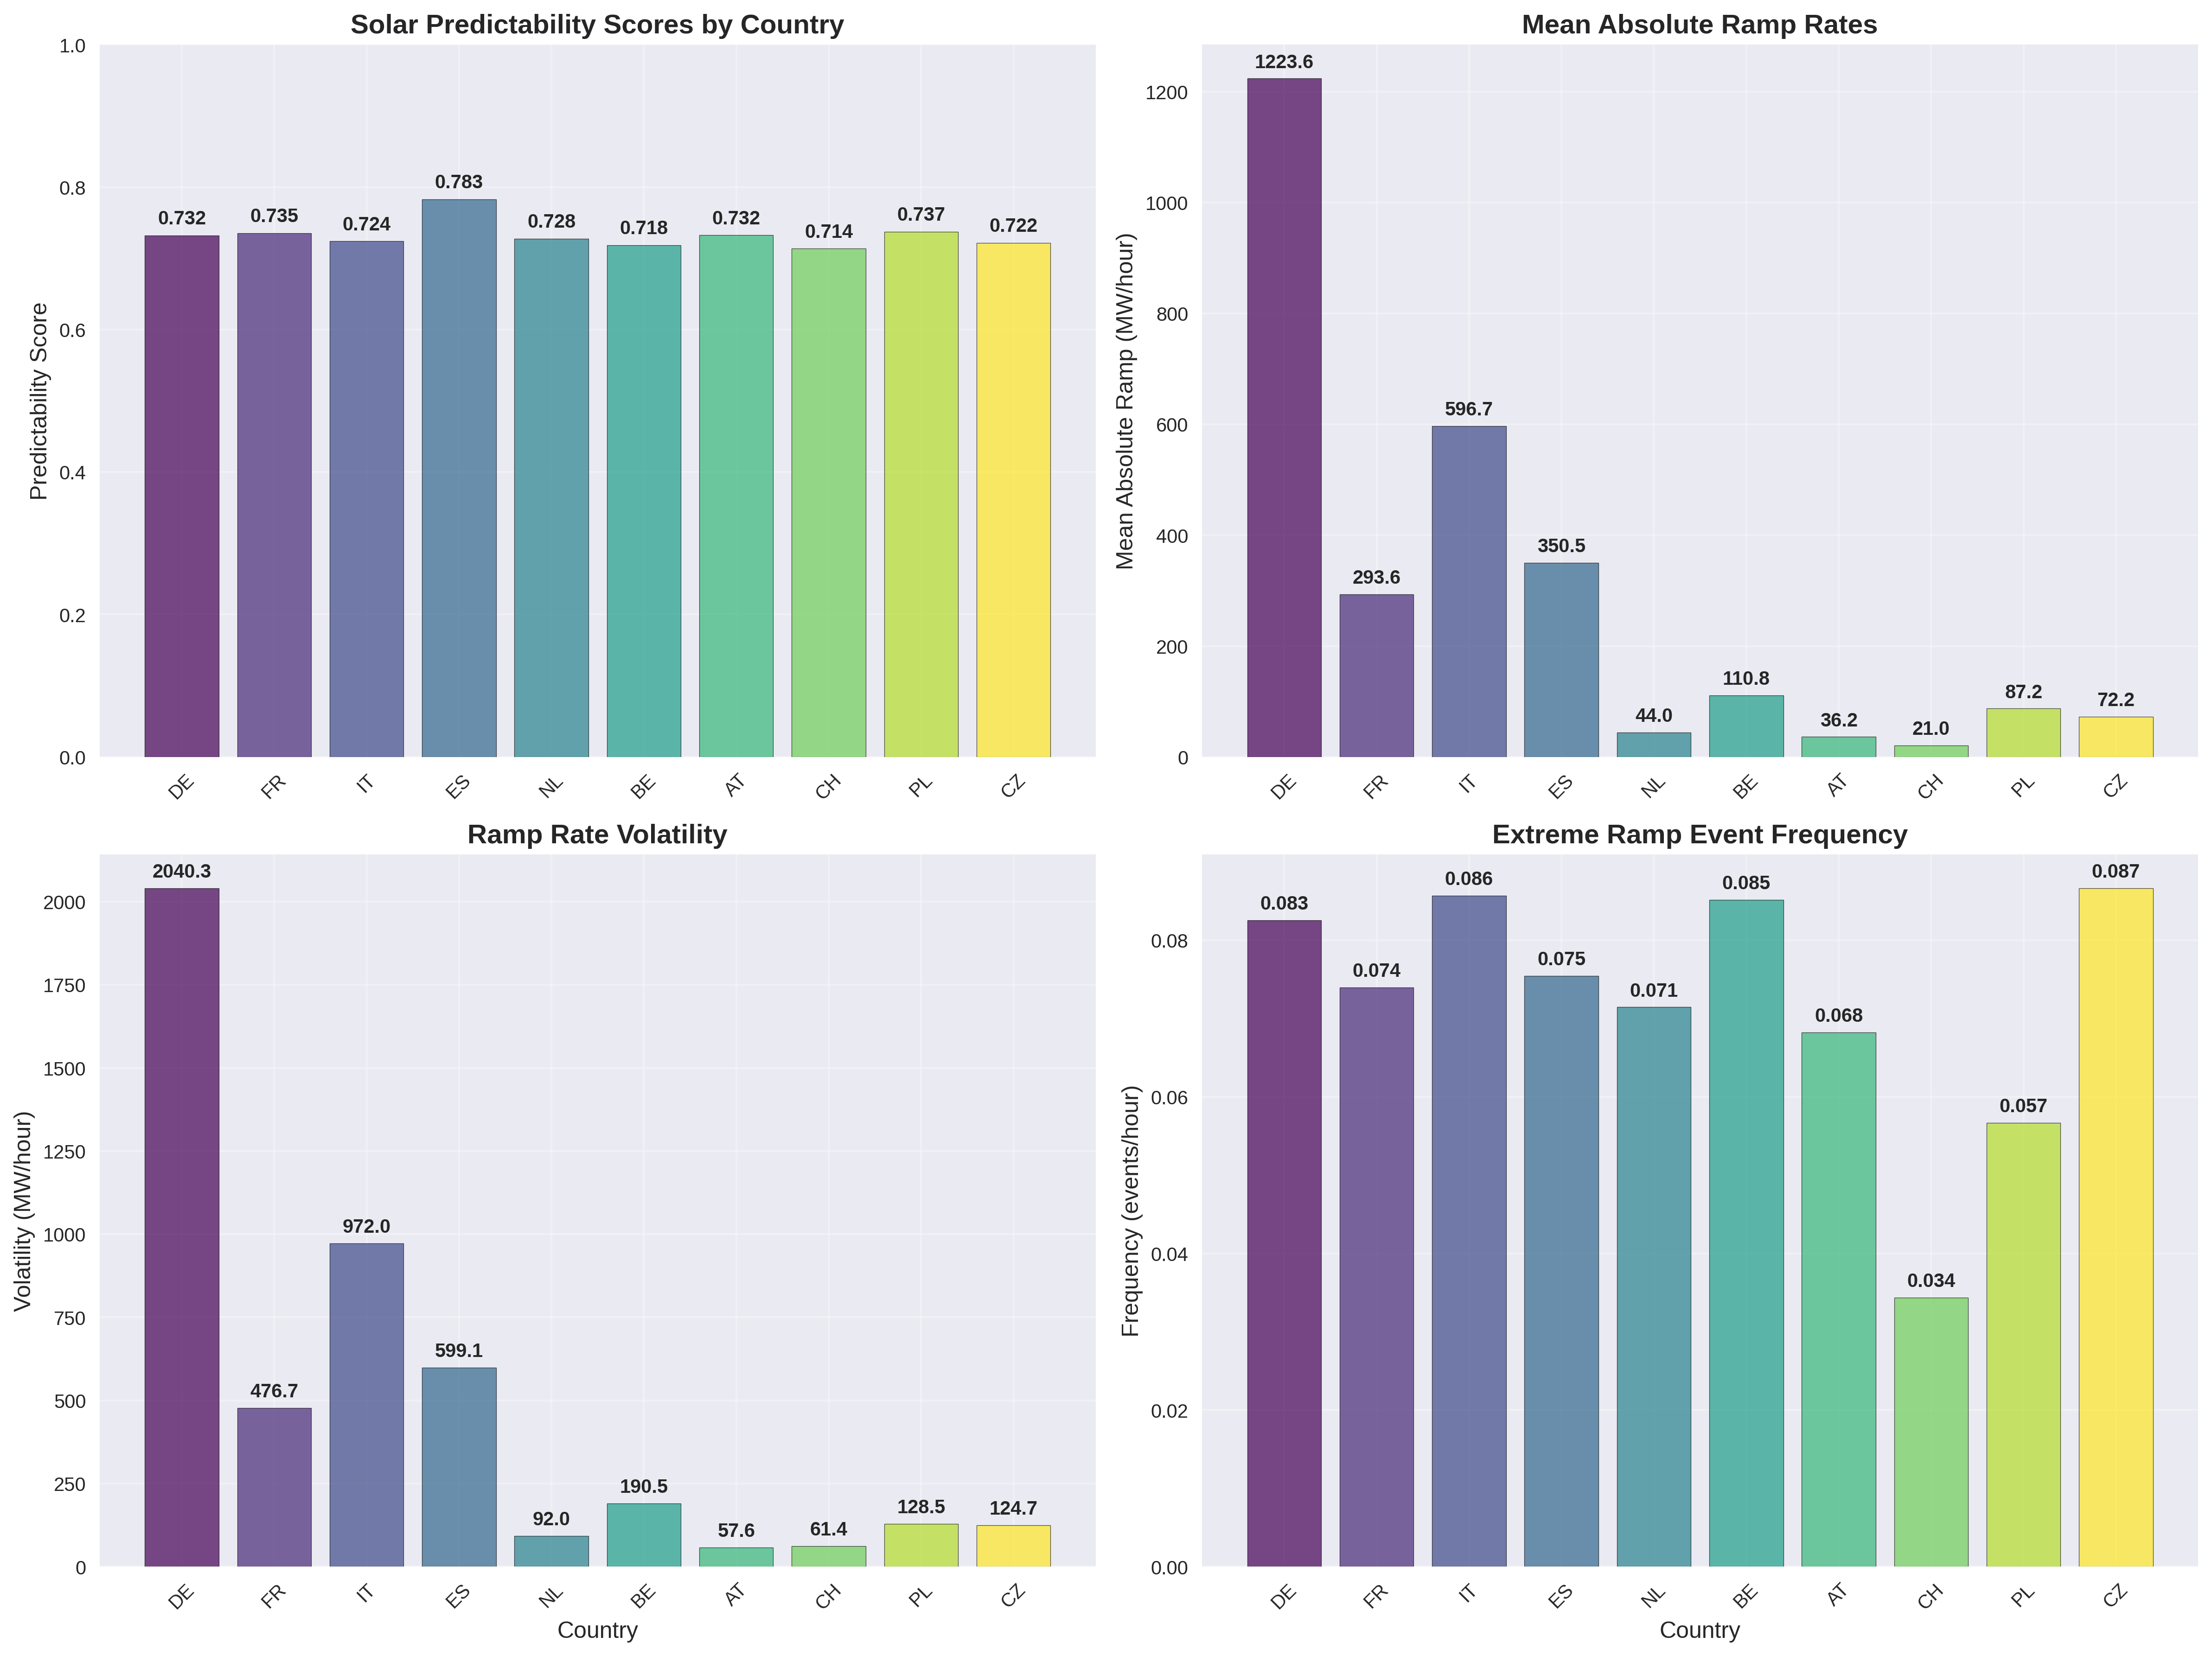 Solar Predictability Scores by Country
Predictability Score
1.0
0.8
0.6
0.4
0.2
0.0
0.732
0.735
0.724
0.783
0.728
0.718
0.732
0.714
0.737
0.722
DE
FR
IT
ES
NL
BE
AT
CH
PL
CZ
Mean Absolute Ramp Rates
Mean Absolute Ramp (MW/hour)
1200
1000
800
600
400
200
0
1223.6
293.6
596.7
350.5
44.0
110.8
36.2
21.0
87.2
72.2
DE
FR
IT
ES
NL
BE
AT
CH
PL
CZ
Ramp Rate Volatility
Volatility (MW/hour)
2000
1750
1500
1250
1000
750
500
250
0
2040.3
476.7
972.0
599.1
92.0
190.5
57.6
61.4
128.5
124.7
DE
FR
IT
ES
NL
BE
AT
CH
PL
CZ
Country
Extreme Ramp Event Frequency
Frequency (events/hour)
0.08
0.06
0.04
0.02
0.00
0.083
0.074
0.086
0.075
0.071
0.085
0.068
0.034
0.057
0.087
DE
FR
IT
ES
NL
BE
AT
CH
PL
CZ
Country